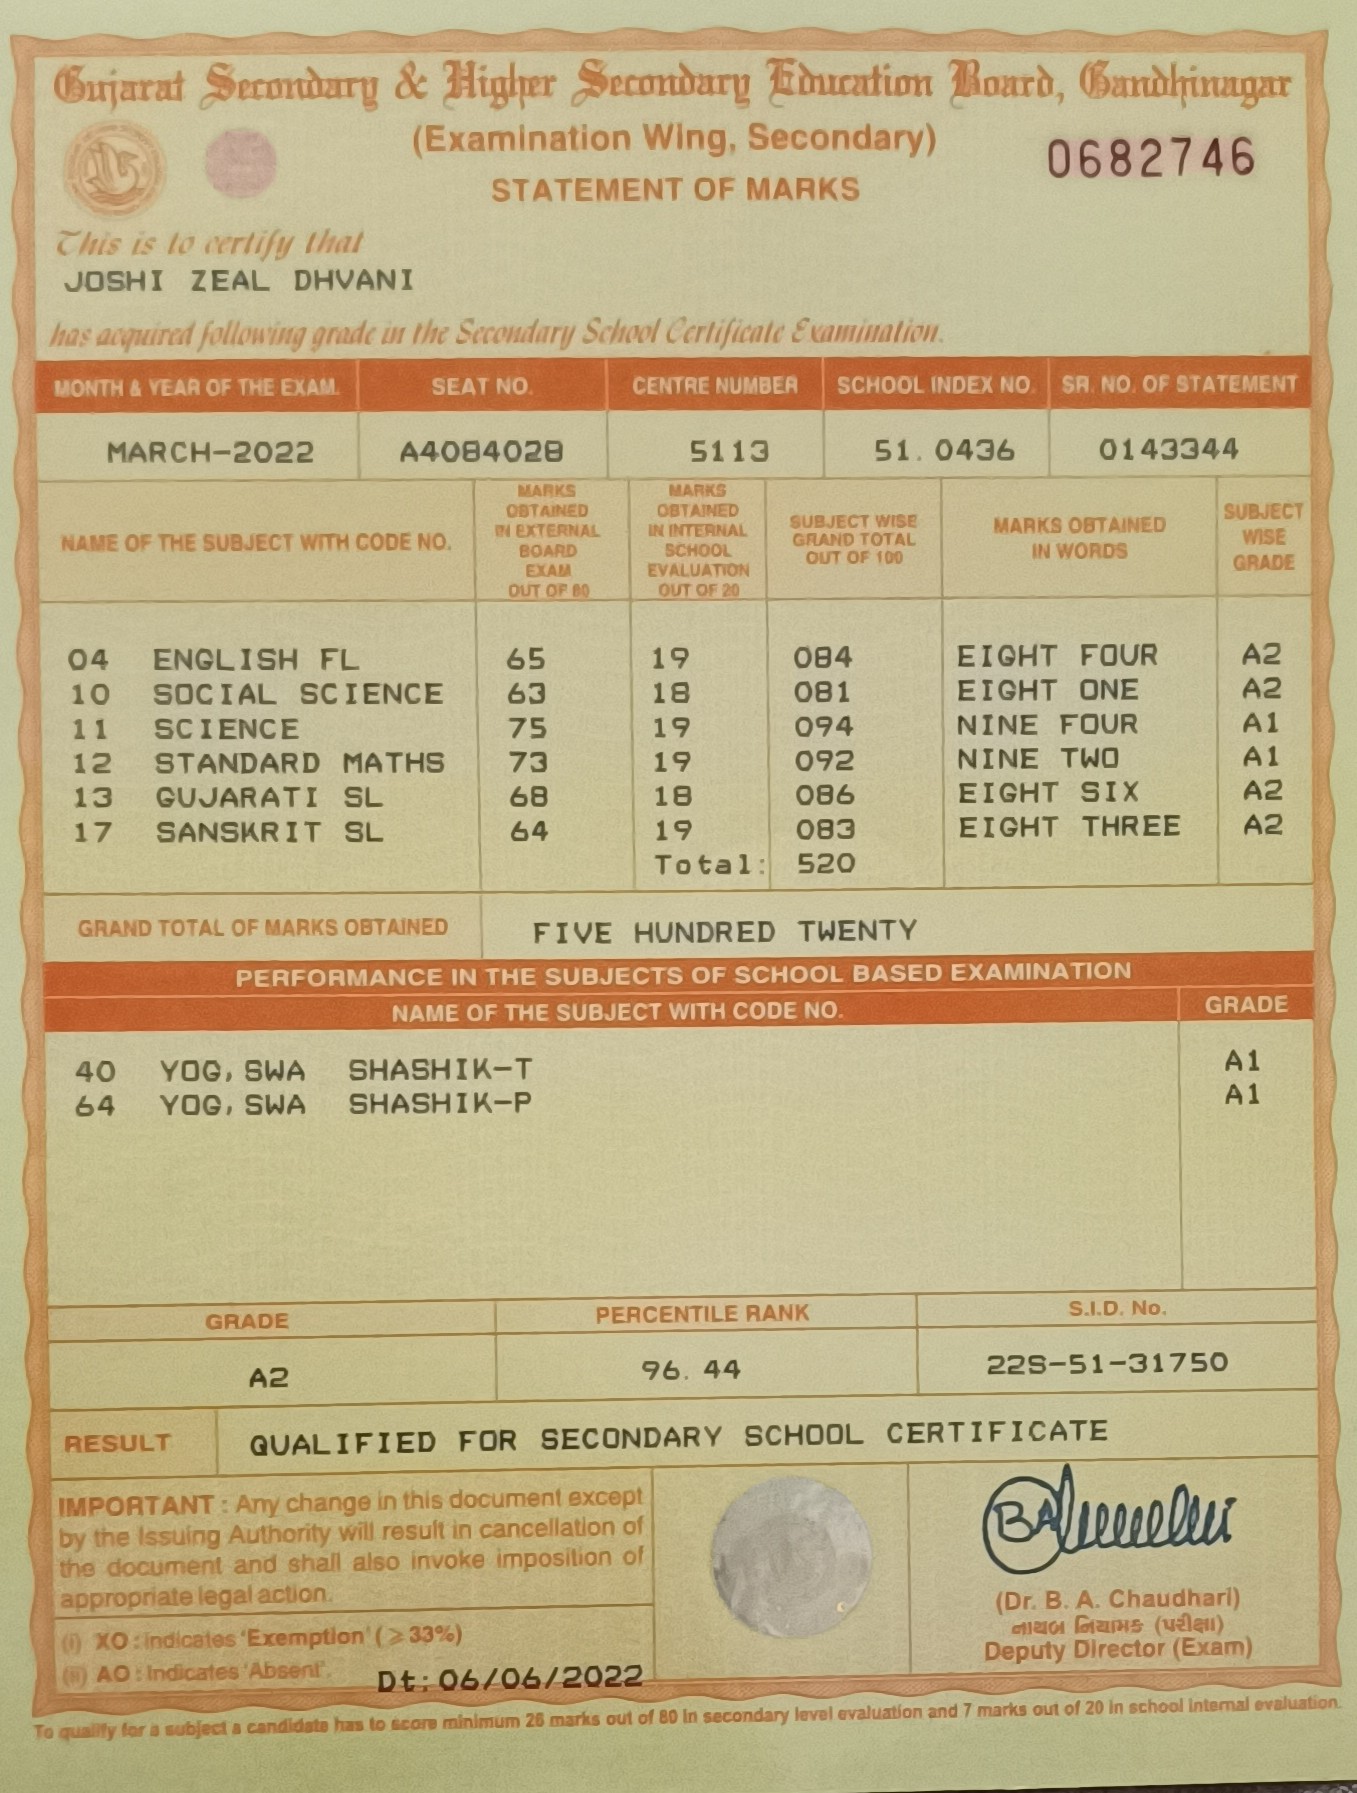 Gujarat Secondary & Higher Secondary Education Board, Gandhinagar
(Examination Wing, Secondary)
0682746
STATEMENT OF MARKS
This is to certify that
JOSHI ZEAL DHVANI
has acquired following grade in the Secondary School Certificate Examination.
MONTH & YEAR OF THE EXAM. SEAT NO. CENTRE NUMBER SCHOOL INDEX NO. SR. NO. OF STATEMENT
MARCH-2022 A4084028 5113 51.0436 0143344
NAME OF THE SUBJECT WITH CODE NO. MARKS OBTAINED IN EXTERNAL BOARD EXAM OUT OF 80 MARKS OBTAINED IN INTERNAL SCHOOL EVALUATION OUT OF 20 SUBJECT WISE GRAND TOTAL OUT OF 100 MARKS OBTAINED IN WORDS SUBJECT WISE GRADE
04 ENGLISH FL 65 19 084 EIGHT FOUR A2
10 SOCIAL SCIENCE 63 18 081 EIGHT ONE A2
11 SCIENCE 75 19 094 NINE FOUR A1
12 STANDARD MATHS 73 19 092 NINE TWO A1
13 GUJARATI SL 68 18 086 EIGHT SIX A2
17 SANSKRIT SL 64 19 083 EIGHT THREE A2
Total: 520
GRAND TOTAL OF MARKS OBTAINED FIVE HUNDRED TWENTY
PERFORMANCE IN THE SUBJECTS OF SCHOOL BASED EXAMINATION
NAME OF THE SUBJECT WITH CODE NO. GRADE
40 YOG,SWA SHASHIK-T A1
64 YOG,SWA SHASHIK-P A1
GRADE PERCENTILE RANK S.I.D. No.
A2 96.44 22S-51-31750
RESULT QUALIFIED FOR SECONDARY SCHOOL CERTIFICATE
IMPORTANT : Any change in this document except
by the Issuing Authority will result in cancellation of
the document and shall also invoke imposition of
appropriate legal action.
(i) XO : Indicates 'Exemption' (≥33%)
(ii) AO : Indicates 'Absent'.
Dt:06/06/2022
(Dr. B. A. Chaudhari)
નાયબ નિયામક (પરીક્ષા)
Deputy Director (Exam)
To qualify for a subject a candidate has to score minimum 26 marks out of 80 in secondary level evaluation and 7 marks out of 20 in school internal evaluation.